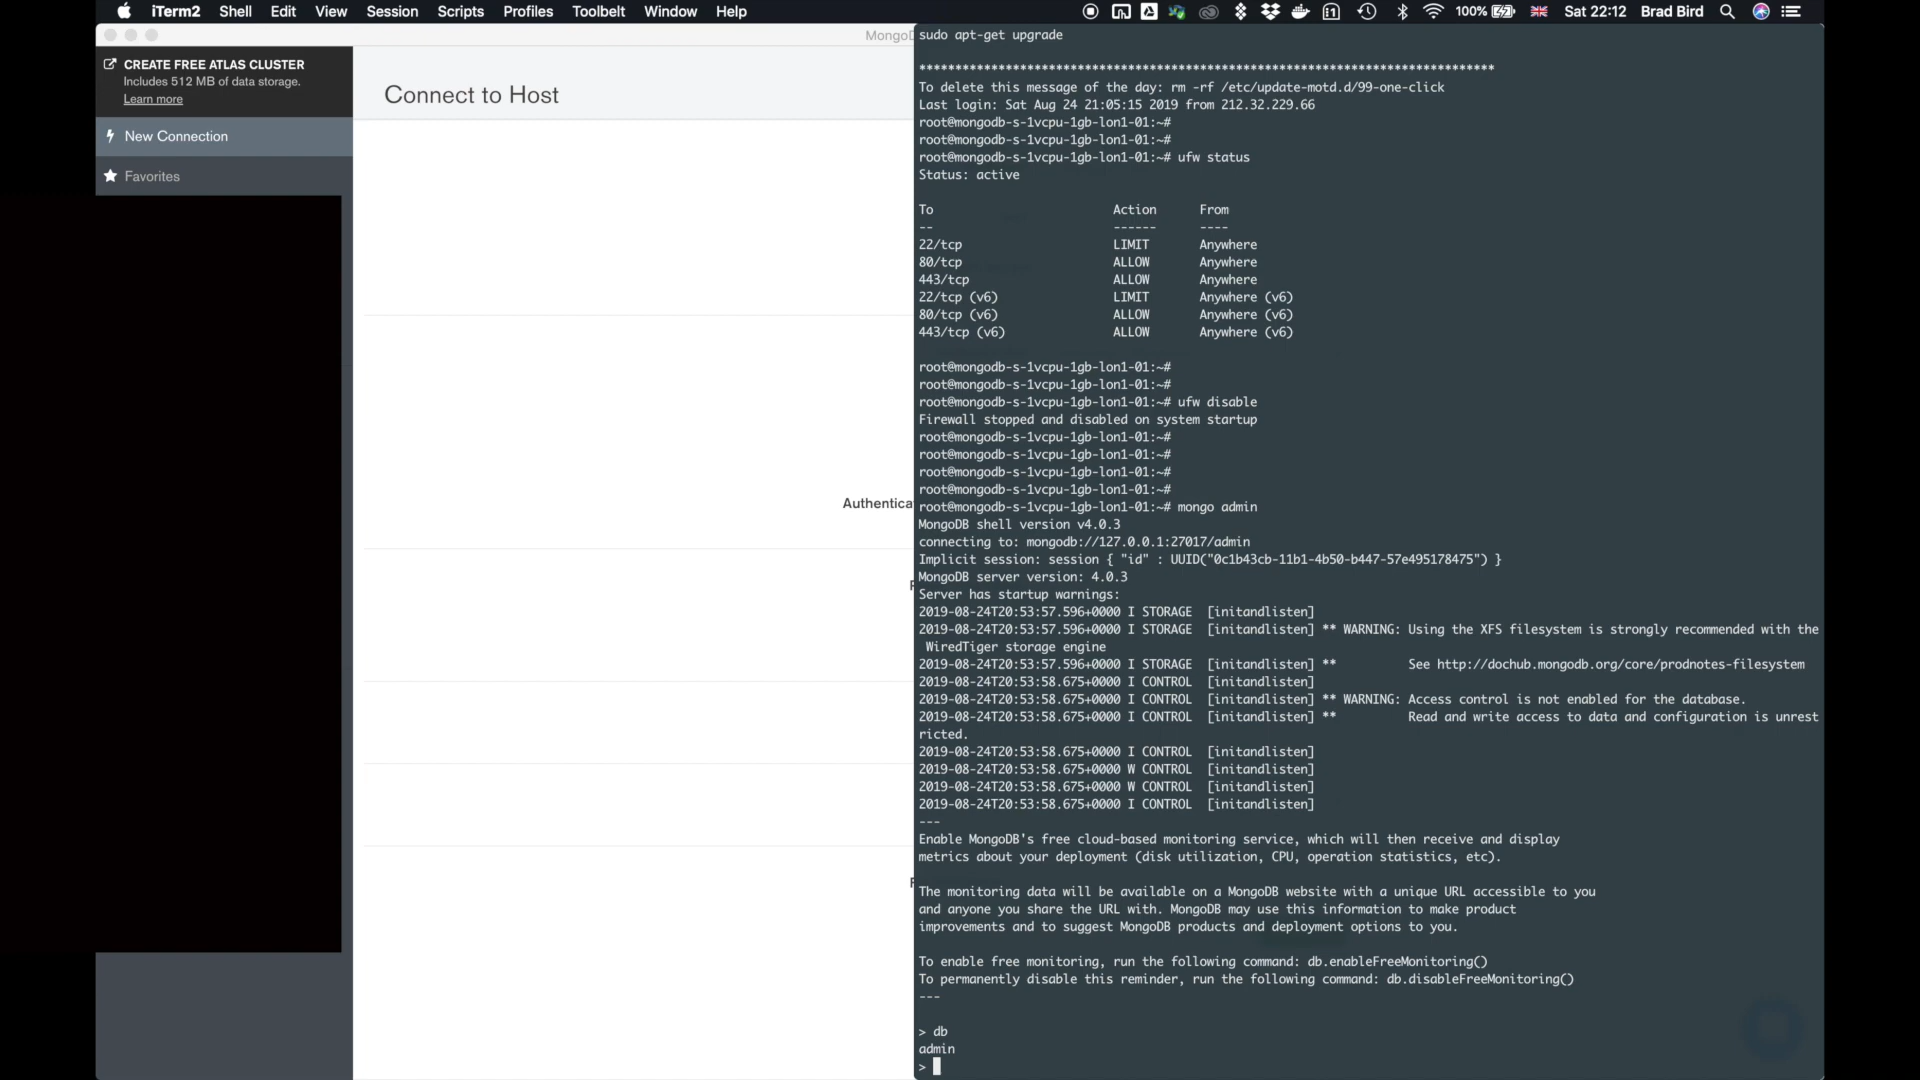 iTerm2 Shell Edit View Session Scripts Profiles Toolbelt Window Help 100% Sat 22:12 Brad Bird
MongoD
CREATE FREE ATLAS CLUSTER
Includes 512 MB of data storage.
Learn more
New Connection
Favorites
Connect to Host
Authentica
sudo apt-get upgrade
********************************************************************************
To delete this message of the day: rm -rf /etc/update-motd.d/99-one-click
Last login: Sat Aug 24 21:05:15 2019 from 212.32.229.66
root@mongodb-s-1vcpu-1gb-lon1-01:~#
root@mongodb-s-1vcpu-1gb-lon1-01:~#
root@mongodb-s-1vcpu-1gb-lon1-01:~# ufw status
Status: active
To Action From
-- ------ ----
22/tcp LIMIT Anywhere
80/tcp ALLOW Anywhere
443/tcp ALLOW Anywhere
22/tcp (v6) LIMIT Anywhere (v6)
80/tcp (v6) ALLOW Anywhere (v6)
443/tcp (v6) ALLOW Anywhere (v6)
root@mongodb-s-1vcpu-1gb-lon1-01:~#
root@mongodb-s-1vcpu-1gb-lon1-01:~#
root@mongodb-s-1vcpu-1gb-lon1-01:~# ufw disable
Firewall stopped and disabled on system startup
root@mongodb-s-1vcpu-1gb-lon1-01:~#
root@mongodb-s-1vcpu-1gb-lon1-01:~#
root@mongodb-s-1vcpu-1gb-lon1-01:~#
root@mongodb-s-1vcpu-1gb-lon1-01:~#
root@mongodb-s-1vcpu-1gb-lon1-01:~# mongo admin
MongoDB shell version v4.0.3
connecting to: mongodb://127.0.0.1:27017/admin
Implicit session: session { "id" : UUID("0c1b43cb-11b1-4b50-b447-57e495178475") }
MongoDB server version: 4.0.3
Server has startup warnings:
2019-08-24T20:53:57.596+0000 I STORAGE [initandlisten]
2019-08-24T20:53:57.596+0000 I STORAGE [initandlisten] ** WARNING: Using the XFS filesystem is strongly recommended with the
WiredTiger storage engine
2019-08-24T20:53:57.596+0000 I STORAGE [initandlisten] ** See http://dochub.mongodb.org/core/prodnotes-filesystem
2019-08-24T20:53:58.675+0000 I CONTROL [initandlisten]
2019-08-24T20:53:58.675+0000 I CONTROL [initandlisten] ** WARNING: Access control is not enabled for the database.
2019-08-24T20:53:58.675+0000 I CONTROL [initandlisten] ** Read and write access to data and configuration is unrest
ricted.
2019-08-24T20:53:58.675+0000 I CONTROL [initandlisten]
2019-08-24T20:53:58.675+0000 W CONTROL [initandlisten]
2019-08-24T20:53:58.675+0000 W CONTROL [initandlisten]
2019-08-24T20:53:58.675+0000 I CONTROL [initandlisten]
---
Enable MongoDB's free cloud-based monitoring service, which will then receive and display
metrics about your deployment (disk utilization, CPU, operation statistics, etc).
The monitoring data will be available on a MongoDB website with a unique URL accessible to you
and anyone you share the URL with. MongoDB may use this information to make product
improvements and to suggest MongoDB products and deployment options to you.
To enable free monitoring, run the following command: db.enableFreeMonitoring()
To permanently disable this reminder, run the following command: db.disableFreeMonitoring()
---
> db
admin
>